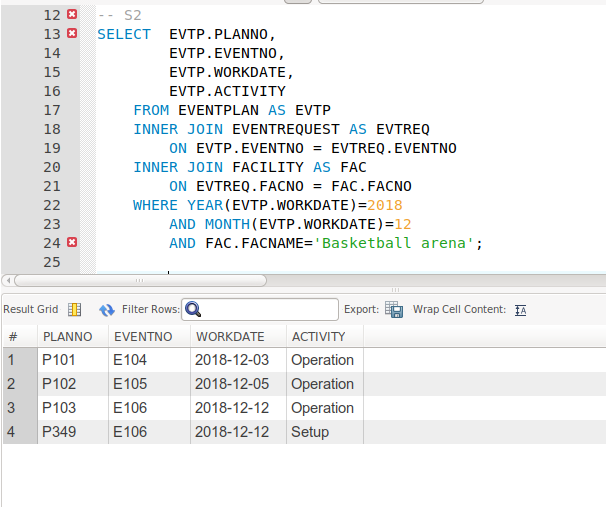 12 -- S2
13 SELECT EVTP.PLANNO,
14 EVTP.EVENTNO,
15 EVTP.WORKDATE,
16 EVTP.ACTIVITY
17 FROM EVENTPLAN AS EVTP
18 INNER JOIN EVENTREQUEST AS EVTREQ
19 ON EVTP.EVENTNO = EVTREQ.EVENTNO
20 INNER JOIN FACILITY AS FAC
21 ON EVTREQ.FACNO = FAC.FACNO
22 WHERE YEAR(EVTP.WORKDATE)=2018
23 AND MONTH(EVTP.WORKDATE)=12
24 AND FAC.FACNAME='Basketball arena';
25
Result Grid Filter Rows: Export: Wrap Cell Content: IA
# PLANNO EVENTNO WORKDATE ACTIVITY
1 P101 E104 2018-12-03 Operation
2 P102 E105 2018-12-05 Operation
3 P103 E106 2018-12-12 Operation
4 P349 E106 2018-12-12 Setup